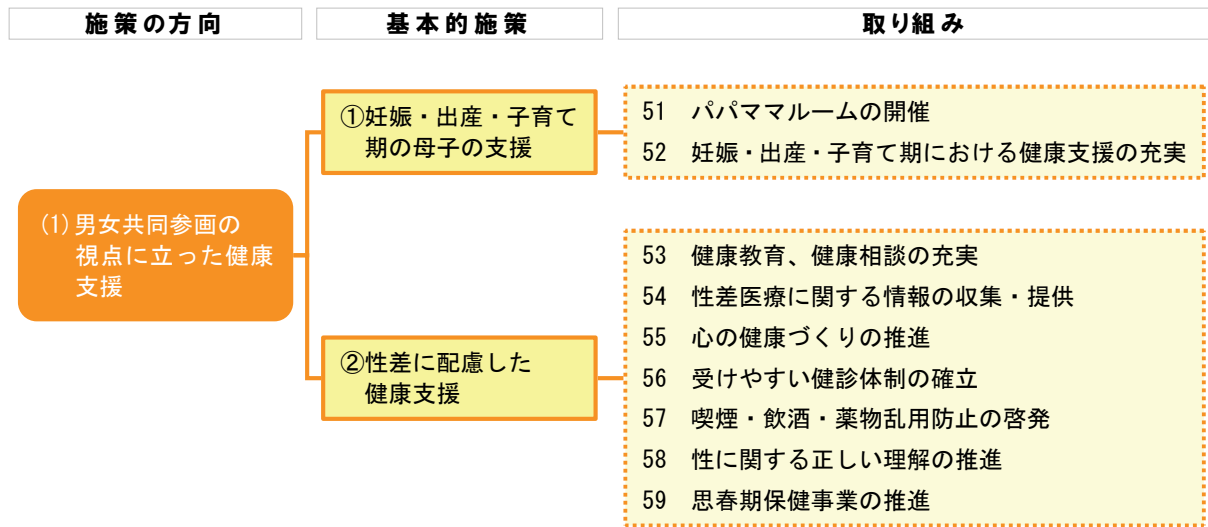 施策の方向
基本的施策
取り組み
(1)男女共同参画の
視点に立った健康
支援
①妊娠・出産・子育て
期の母子の支援
51 パパママルームの開催
52 妊娠・出産・子育て期における健康支援の充実
②性差に配慮した
健康支援
53 健康教育、健康相談の充実
54 性差医療に関する情報の収集・提供
55 心の健康づくりの推進
56 受けやすい健診体制の確立
57 喫煙・飲酒・薬物乱用防止の啓発
58 性に関する正しい理解の推進
59 思春期保健事業の推進